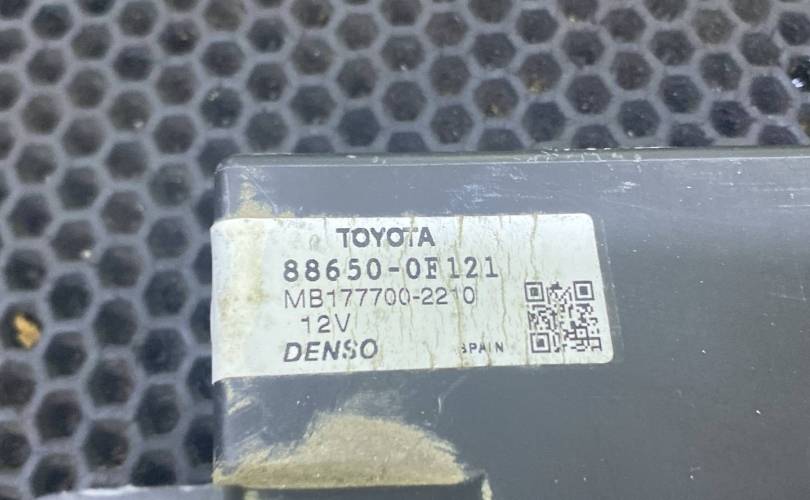 TOYOTA
88650-0F121
MB177700-2210
12V
DENSO SPAIN